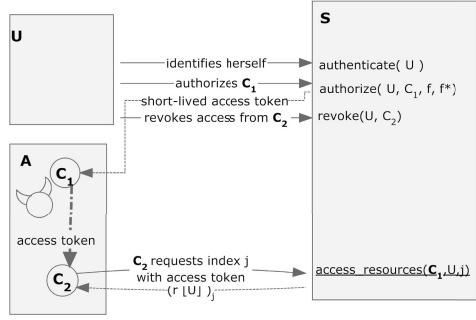 U
S
identifies herself
authenticate( U )
authorizes C1
authorize( U, C1, f, f*)
short-lived access token
revokes access from C2
revoke(U, C2)
A
C1
access token
C2
C2 requests index j
with access token
(r [U] )j
access_resources(C1,U,j)